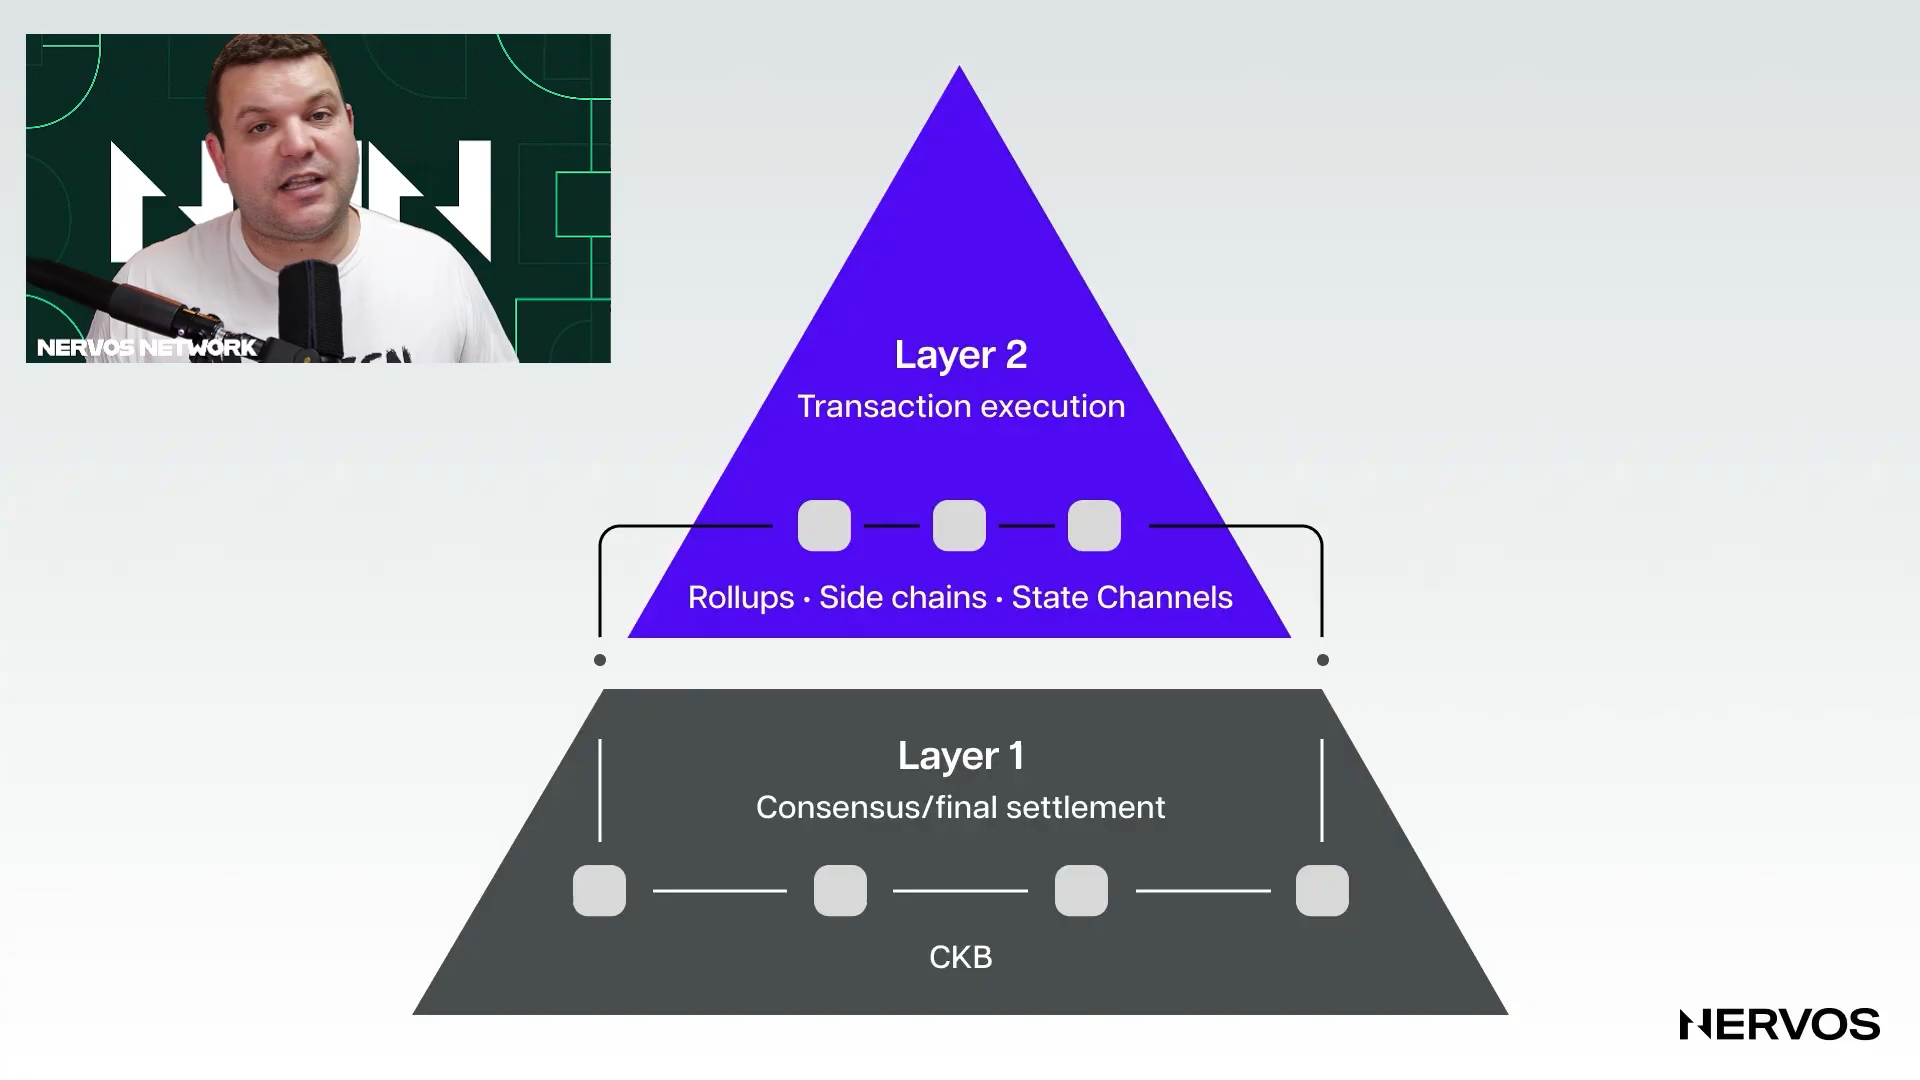 NERVOS NETWORK
Layer 2
Transaction execution
Rollups · Side chains · State Channels
Layer 1
Consensus/final settlement
CKB
NERVOS